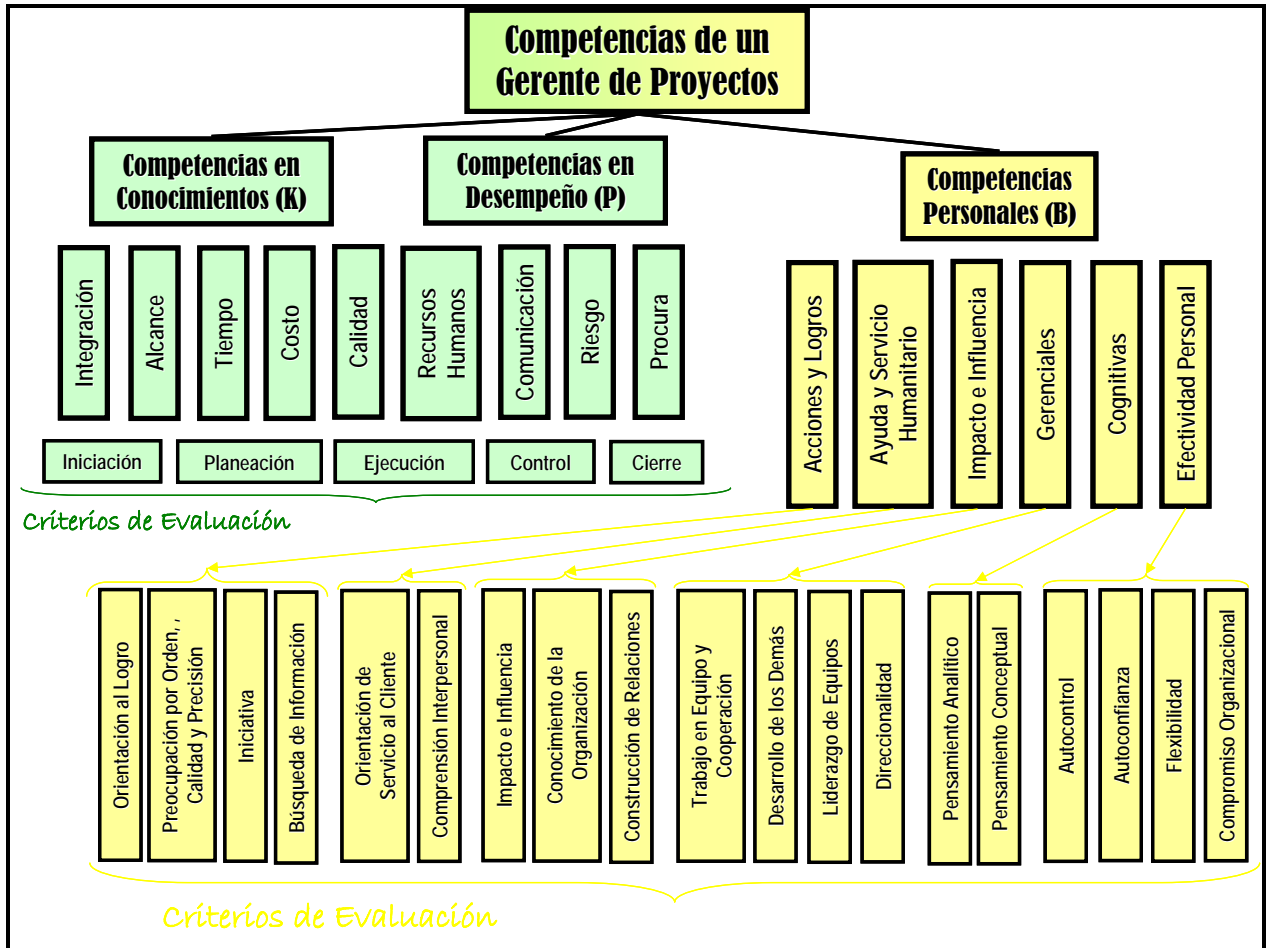 Competencias de un
Gerente de Proyectos
Competencias en
Conocimientos (K)
Competencias en
Desempeño (P)
Competencias
Personales (B)
Integración
Alcance
Tiempo
Costo
Calidad
Recursos
Humanos
Comunicación
Riesgo
Procura
Acciones y Logros
Ayuda y Servicio
Humanitario
Impacto e Influencia
Gerenciales
Cognitivas
Efectividad Personal
Iniciación
Planeación
Ejecución
Control
Cierre
Criterios de Evaluación
Orientación al Logro
Preocupación por Orden, ,
Calidad y Precisión
Iniciativa
Búsqueda de Información
Orientación de
Servicio al Cliente
Comprensión Interpersonal
Impacto e Influencia
Conocimiento de la
Organización
Construcción de Relaciones
Trabajo en Equipo y
Cooperación
Desarrollo de los Demás
Liderazgo de Equipos
Direccionalidad
Pensamiento Analítico
Pensamiento Conceptual
Autocontrol
Autoconfianza
Flexibilidad
Compromiso Organizacional
Criterios de Evaluación